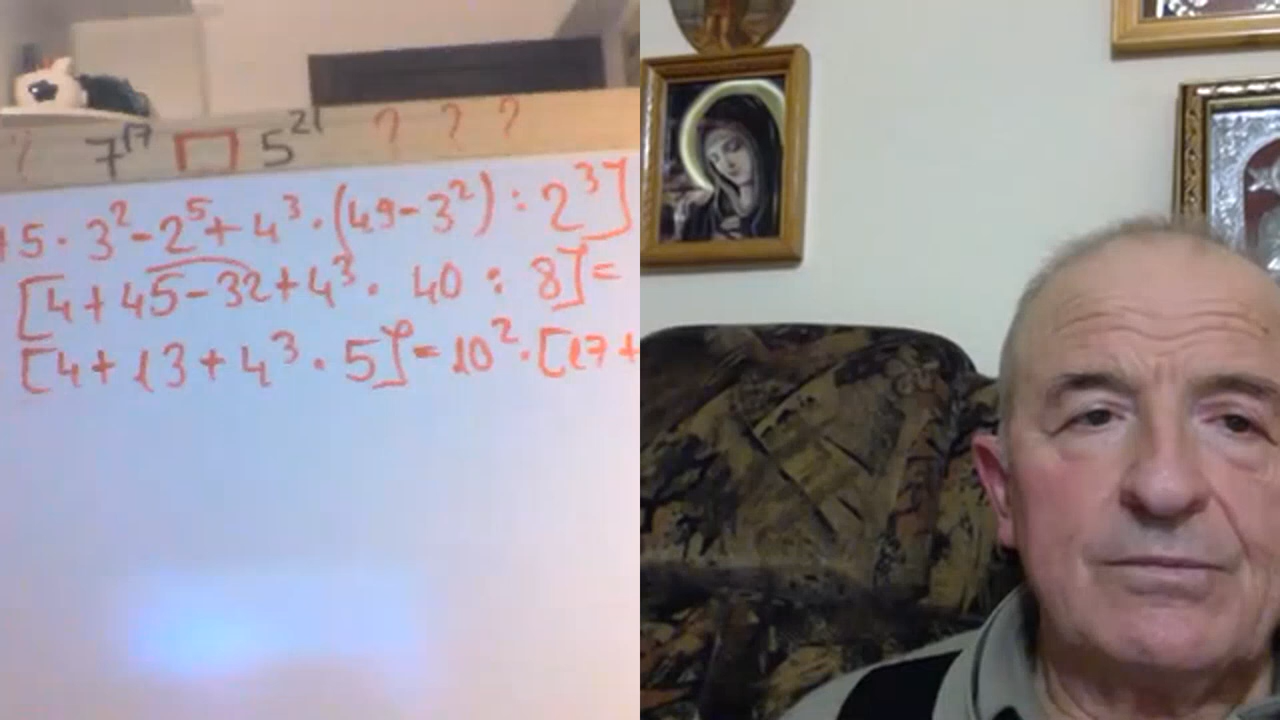 ? 7¹⁷ □ 5²¹ ? ? ?
+5 · 3² - 2⁵ + 4³ · (49 - 3²) : 2³]
[4 + 45 - 32 + 4³ · 40 : 8] =
[4 + 13 + 4³ · 5] = 10² · [17 +